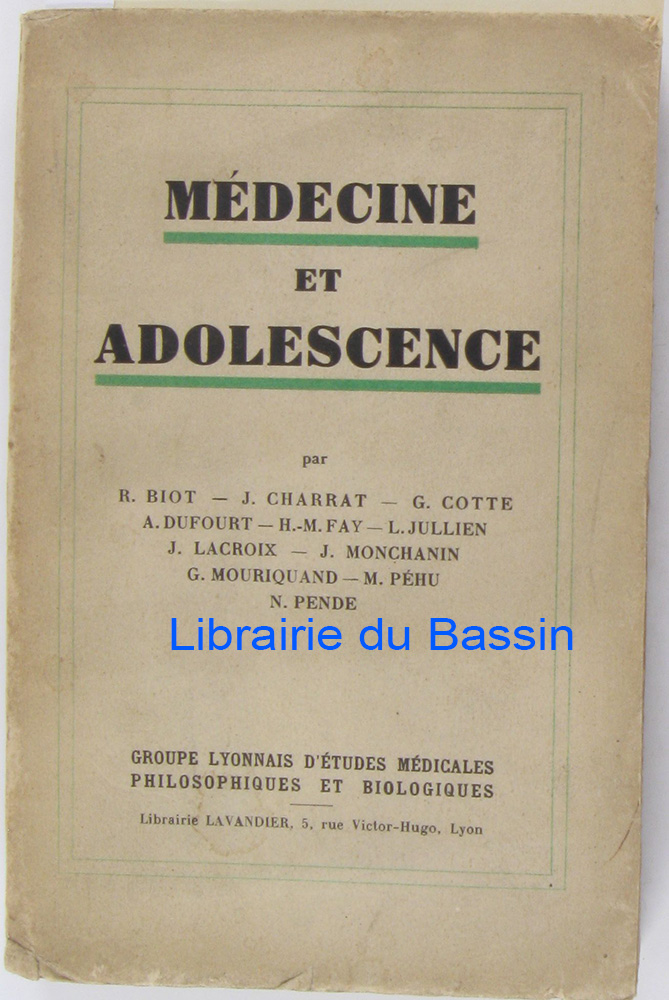 MÉDECINE
ET
ADOLESCENCE
par
R. BIOT — J. CHARRAT — G. COTTE
A. DUFOURT — H.-M. FAY — L. JULLIEN
J. LACROIX — J. MONCHANIN
G. MOURIQUAND — M. PÉHU
N. PENDE
Librairie du Bassin
GROUPE LYONNAIS D'ÉTUDES MÉDICALES
PHILOSOPHIQUES ET BIOLOGIQUES
Librairie LAVANDIER, 5, rue Victor-Hugo, Lyon